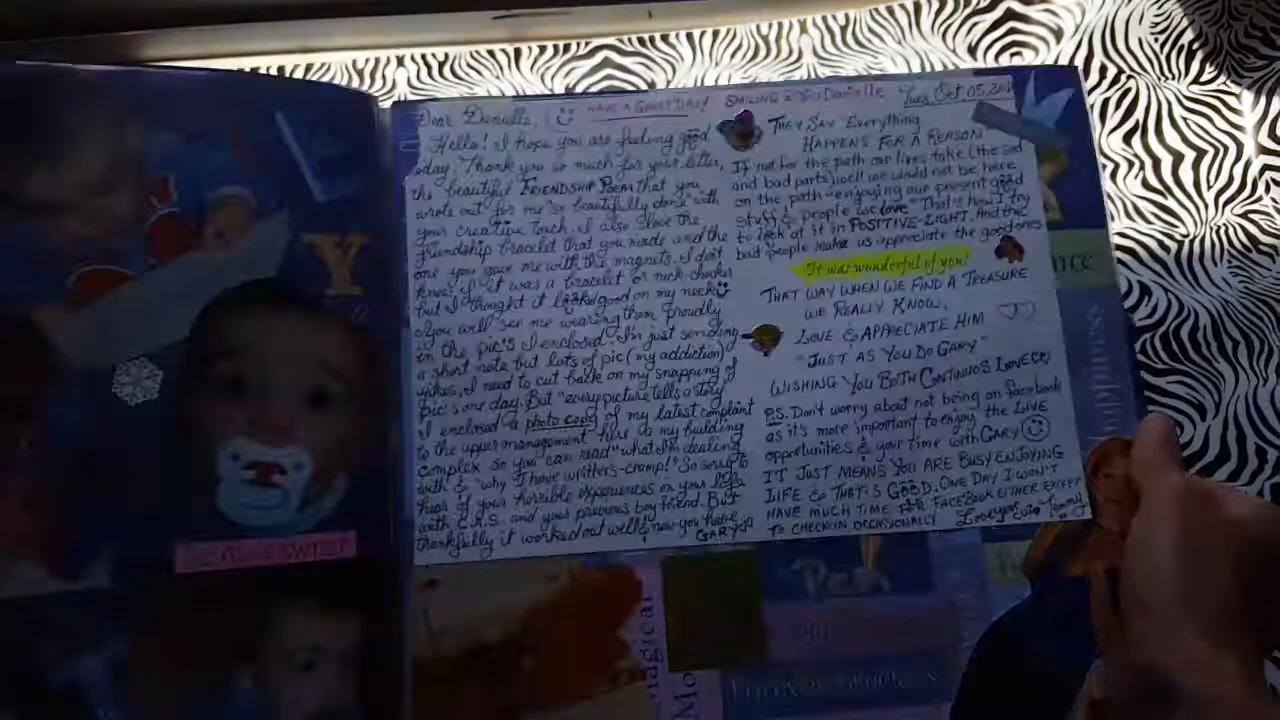 Dear Danielle, HAVE A GREAT DAY! SMILING @ YOU Danielle Tues. Oct 05, 20
Hello! I hope you are feeling good
today. Thank you so much for your letter,
the beautiful FRIENDSHIP POEM that you
wrote out for me so beautifully done with
your creative touch. I also love the
friendship bracelet that you made and the
one you gave me with the magnets. I don't
know if it was a bracelet or neck-choker
but I thought it looked good on my neck
you will see me wearing them proudly
in the pic's I enclosed. I'm just sending
a short note but lots of pic (my addiction)
yikes, I need to cut back on my snapping of
pic's one day. But "every picture tells a story"
I enclosed a photo copy of my latest complaint
to the upper management here @ my building
complex so you can read "what I'm dealing
with & why I have writter's-cramp!" So sorry to
hear of your horrible experiences on your life
with C.A.S. and your previous boyfriend. But
thankfully it worked out well & now you have
GARY
THEY SAY Everything
HAPPENS FOR A REASON
If not for the path our lives take (the sad
and bad parts) well we would not be here
on the path enjoying our present good
stuff & people we love. That's how I try
to look at it in POSITIVE-LIGHT. And the
bad people make us appreciate the good ones
It was wonderful of you!
THAT WAY WHEN WE FIND A TREASURE
WE REALLY KNOW,
LOVE & APPRECIATE HIM
"JUST AS YOU DO GARY"
WISHING YOU BOTH CONTINUOS LOVE
P.S. Don't worry about not being on facebook
as it's more important to enjoy the LIVE
opportunities & your time with GARY
IT JUST MEANS YOU ARE BUSY ENJOYING
LIFE & THAT IS GOOD. ONE DAY I WON'T
HAVE MUCH TIME FOR FACEBOOK EITHER EXCEPT
TO CHECK IN OCCASIONALLY Love your
Y
SWEET
nce
Happiness
agical
Mo